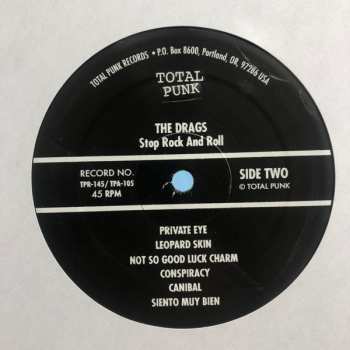 TOTAL PUNK RECORDS • P.O. Box 8600, Portland, OR, 97286 USA
TOTAL
PUNK
THE DRAGS
Stop Rock And Roll
RECORD NO.
TPR-145/ TPA-105
45 RPM
SIDE TWO
© TOTAL PUNK
PRIVATE EYE
LEOPARD SKIN
NOT SO GOOD LUCK CHARM
CONSPIRACY
CANIBAL
SIENTO MUY BIEN